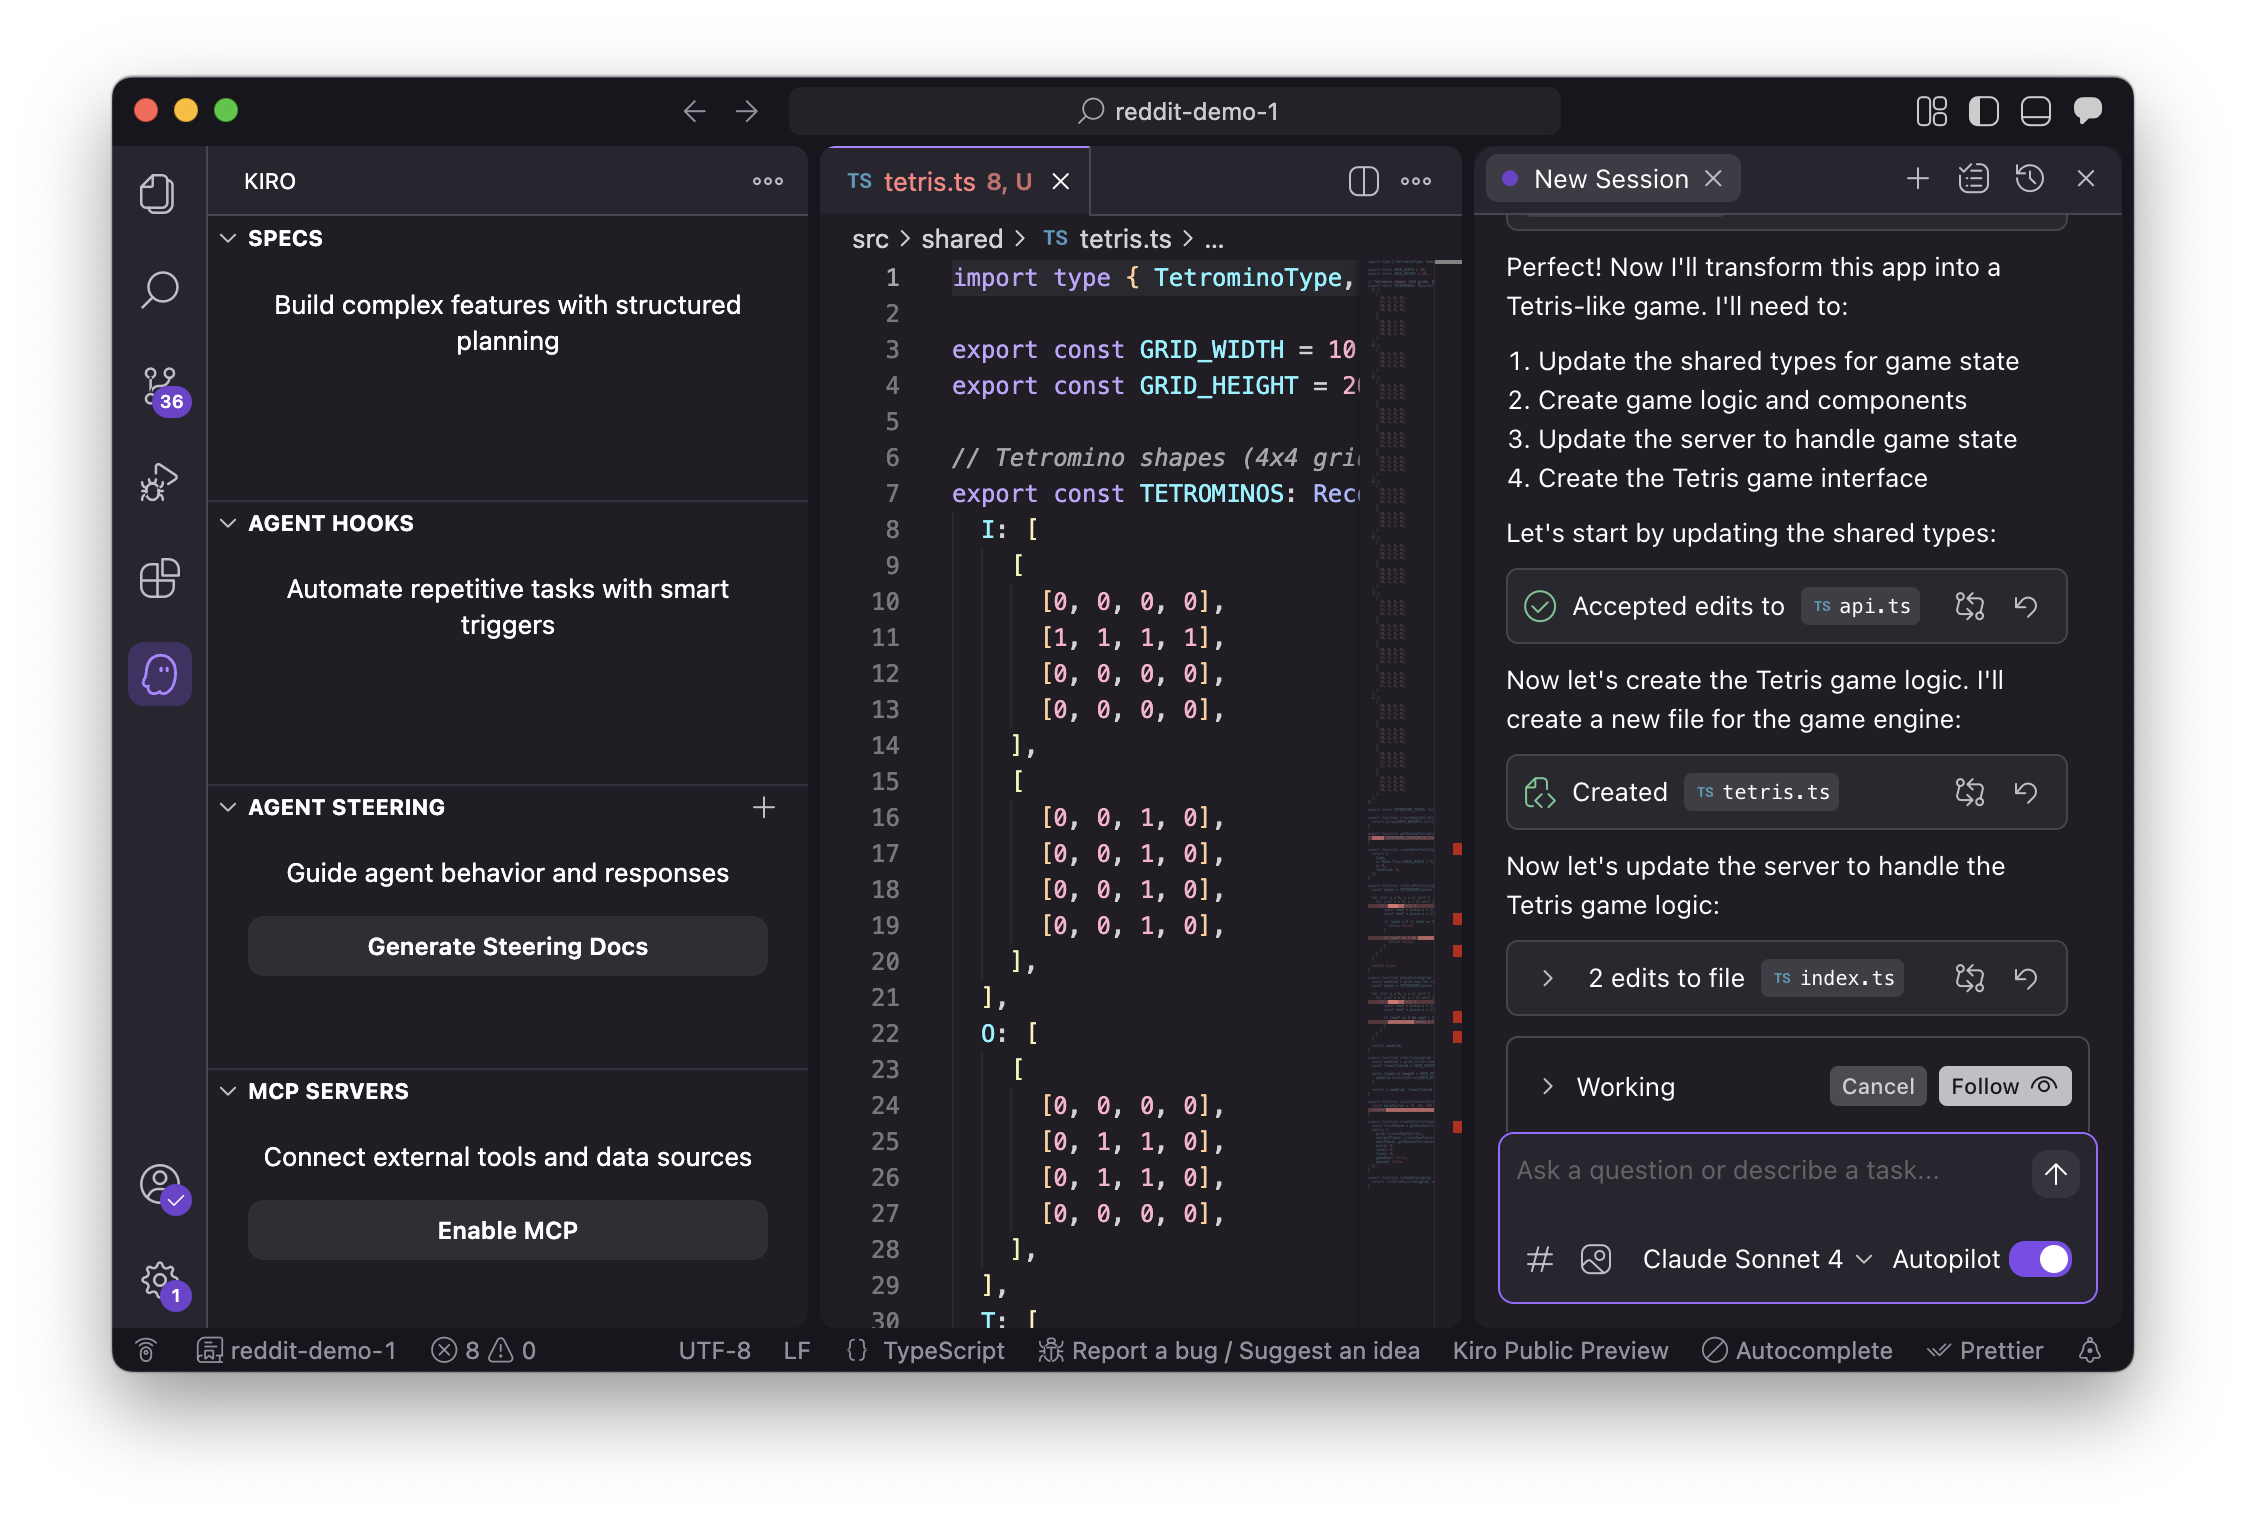 reddit-demo-1
KIRO
SPECS
Build complex features with structured
planning
36
AGENT HOOKS
Automate repetitive tasks with smart
triggers
AGENT STEERING
Guide agent behavior and responses
Generate Steering Docs
MCP SERVERS
Connect external tools and data sources
Enable MCP
1
TS tetris.ts 8, U
src > shared > TS tetris.ts > ...
1 import type { TetrominoType,
2
3 export const GRID_WIDTH = 10
4 export const GRID_HEIGHT = 20
5
6 // Tetromino shapes (4x4 grid
7 export const TETROMINOS: Reco
8 I: [
9 [
10 [0, 0, 0, 0],
11 [1, 1, 1, 1],
12 [0, 0, 0, 0],
13 [0, 0, 0, 0],
14 ],
15 [
16 [0, 0, 1, 0],
17 [0, 0, 1, 0],
18 [0, 0, 1, 0],
19 [0, 0, 1, 0],
20 ],
21 ],
22 O: [
23 [
24 [0, 0, 0, 0],
25 [0, 1, 1, 0],
26 [0, 1, 1, 0],
27 [0, 0, 0, 0],
28 ],
29 ],
30 T: [
New Session
Perfect! Now I'll transform this app into a
Tetris-like game. I'll need to:
1. Update the shared types for game state
2. Create game logic and components
3. Update the server to handle game state
4. Create the Tetris game interface
Let's start by updating the shared types:
Accepted edits to TS api.ts
Now let's create the Tetris game logic. I'll
create a new file for the game engine:
Created TS tetris.ts
Now let's update the server to handle the
Tetris game logic:
2 edits to file TS index.ts
Working Cancel Follow
Ask a question or describe a task...
# Claude Sonnet 4 Autopilot
reddit-demo-1 8 0 UTF-8 LF {} TypeScript Report a bug / Suggest an idea Kiro Public Preview Autocomplete Prettier